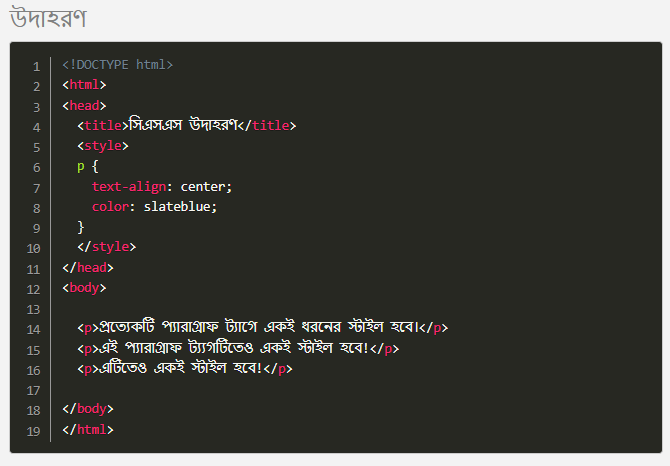 উদাহরণ
1 <!DOCTYPE html>
2 <html>
3 <head>
4 <title>সিএসএস উদাহরণ</title>
5 <style>
6 p {
7 text-align: center;
8 color: slateblue;
9 }
10 </style>
11 </head>
12 <body>
13
14 <p>প্রত্যেকটি প্যারাগ্রাফ ট্যাগে একই ধরনের স্টাইল হবে।</p>
15 <p>এই প্যারাগ্রাফ ট্য্যগটিতেও একই স্টাইল হবে!</p>
16 <p>এটিতেও একই স্টাইল হবে!</p>
17
18 </body>
19 </html>